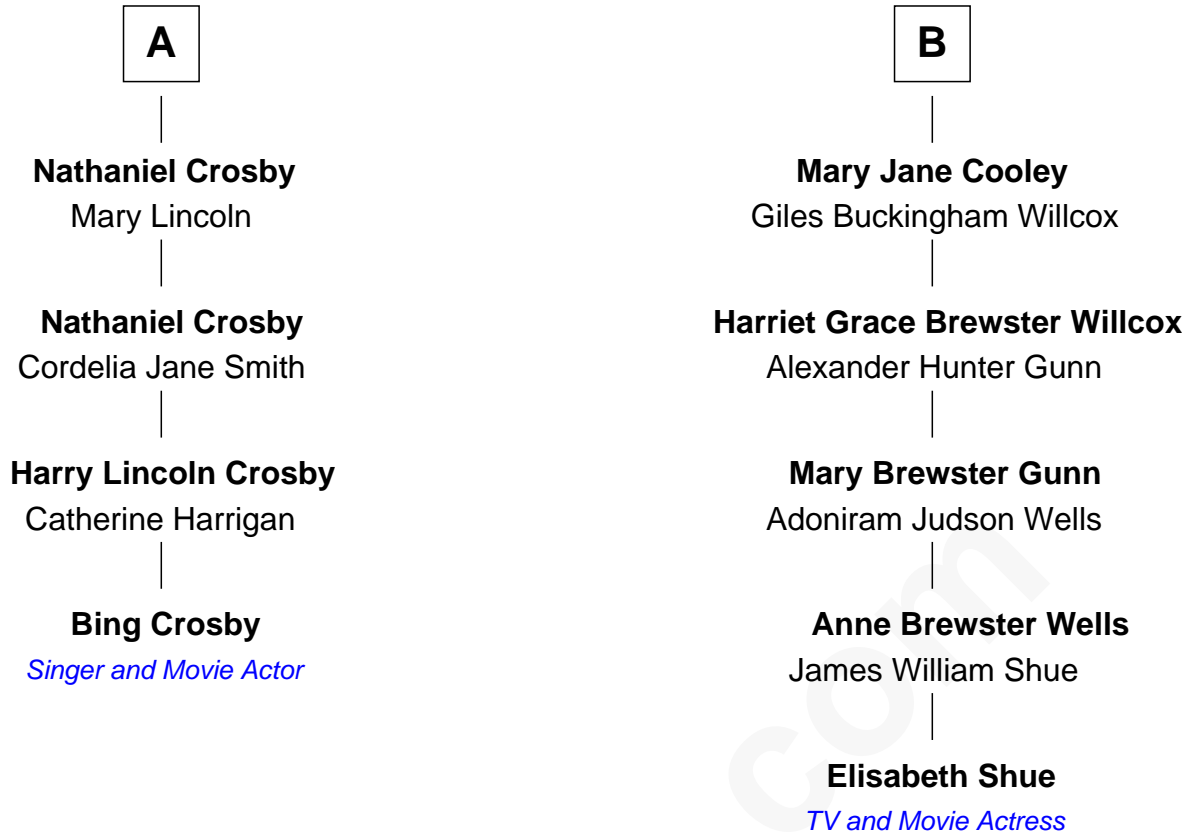 A
Nathaniel Crosby
Mary Lincoln
Nathaniel Crosby
Cordelia Jane Smith
Harry Lincoln Crosby
Catherine Harrigan
Bing Crosby
Singer and Movie Actor
B
Mary Jane Cooley
Giles Buckingham Willcox
Harriet Grace Brewster Willcox
Alexander Hunter Gunn
Mary Brewster Gunn
Adoniram Judson Wells
Anne Brewster Wells
James William Shue
Elisabeth Shue
TV and Movie Actress
com